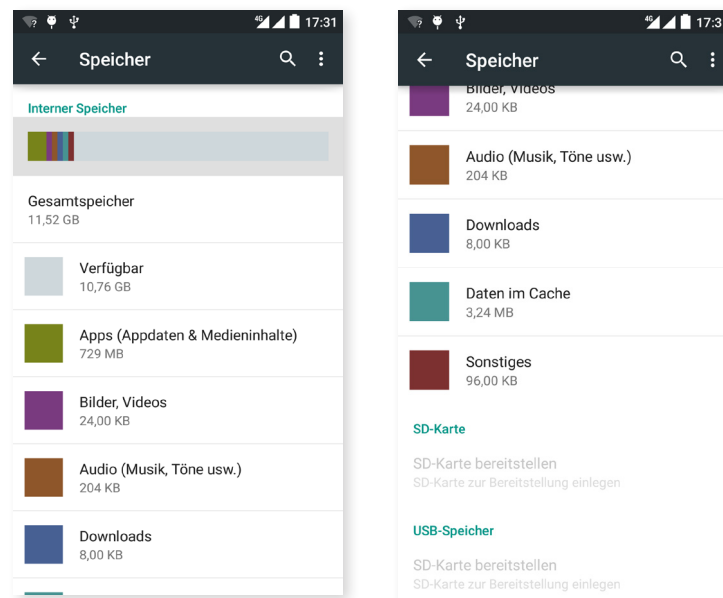 4G 17:31
Speicher
Interner Speicher
Gesamtspeicher
11,52 GB
Verfügbar
10,76 GB
Apps (Appdaten & Medieninhalte)
729 MB
Bilder, Videos
24,00 KB
Audio (Musik, Töne usw.)
204 KB
Downloads
8,00 KB
4G 17:3
Speicher
Bilder, Videos
24,00 KB
Audio (Musik, Töne usw.)
204 KB
Downloads
8,00 KB
Daten im Cache
3,24 MB
Sonstiges
96,00 KB
SD-Karte
SD-Karte bereitstellen
SD-Karte zur Bereitstellung einlegen
USB-Speicher
SD-Karte bereitstellen
SD-Karte zur Bereitstellung einlegen